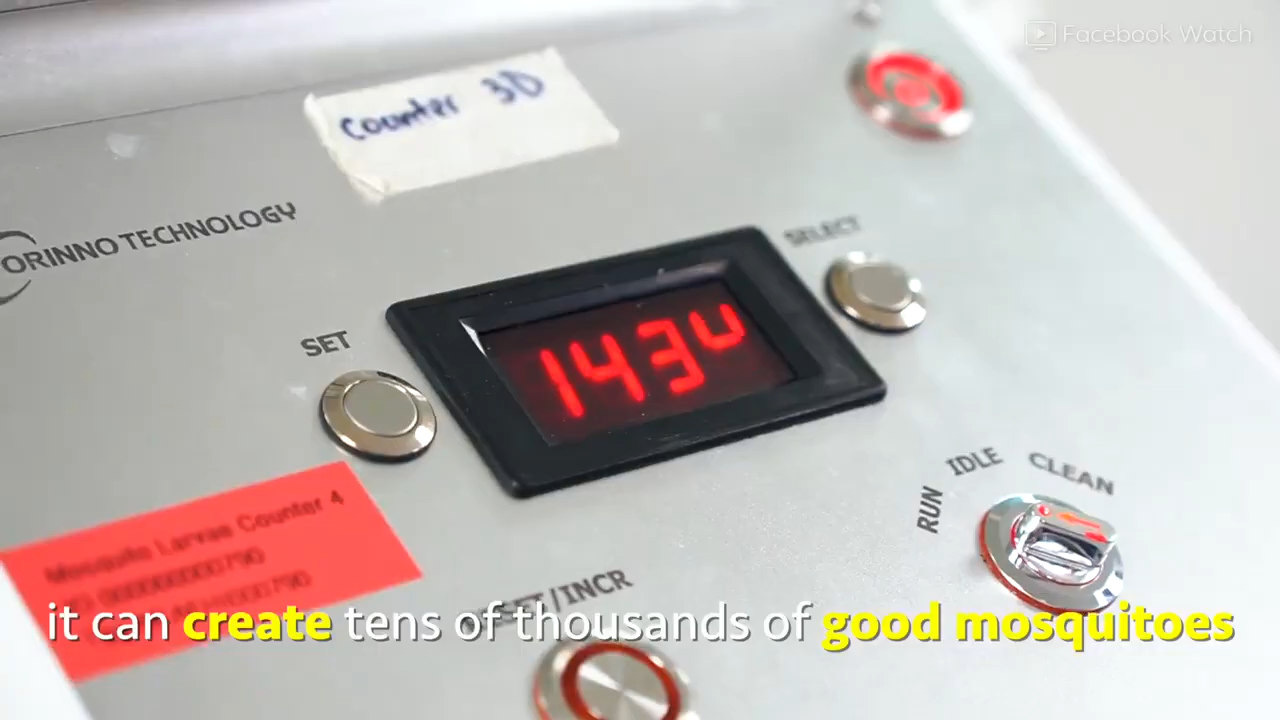 Facebook Watch
Counter 3D
ORINNO TECHNOLOGY
SELECT
SET
IDLE
CLEAN
RUN
Mosquito Larvae Counter 4
/INCR
it can create tens of thousands of good mosquitoes